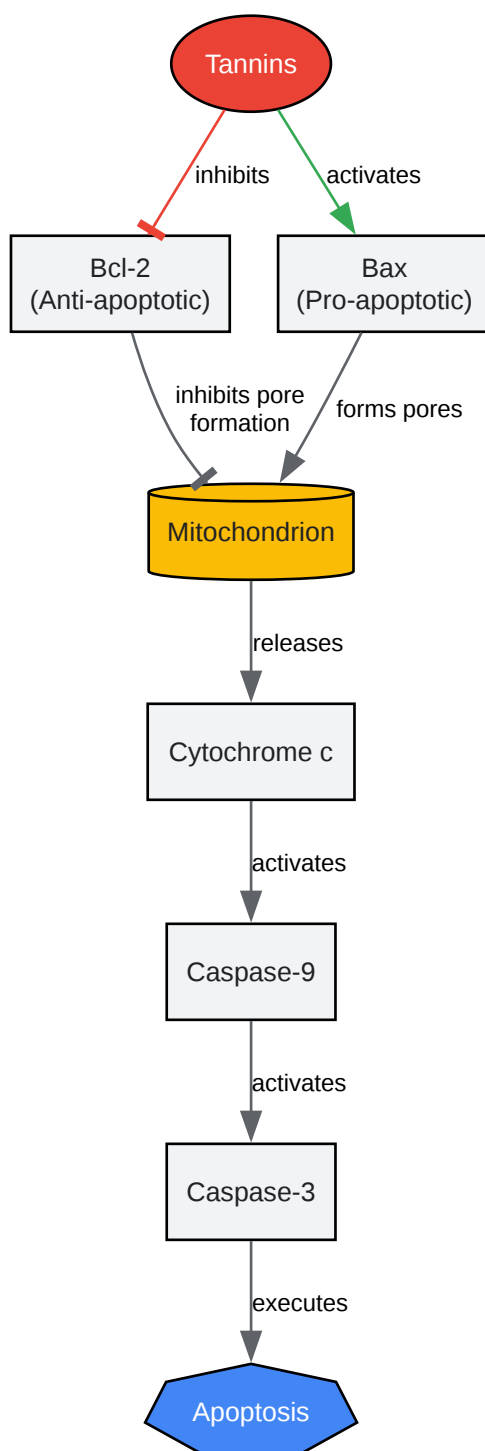 Tannins
inhibits
activates
Bcl-2
(Anti-apoptotic)
Bax
(Pro-apoptotic)
inhibits pore
formation
forms pores
Mitochondrion
releases
Cytochrome c
activates
Caspase-9
activates
Caspase-3
executes
Apoptosis